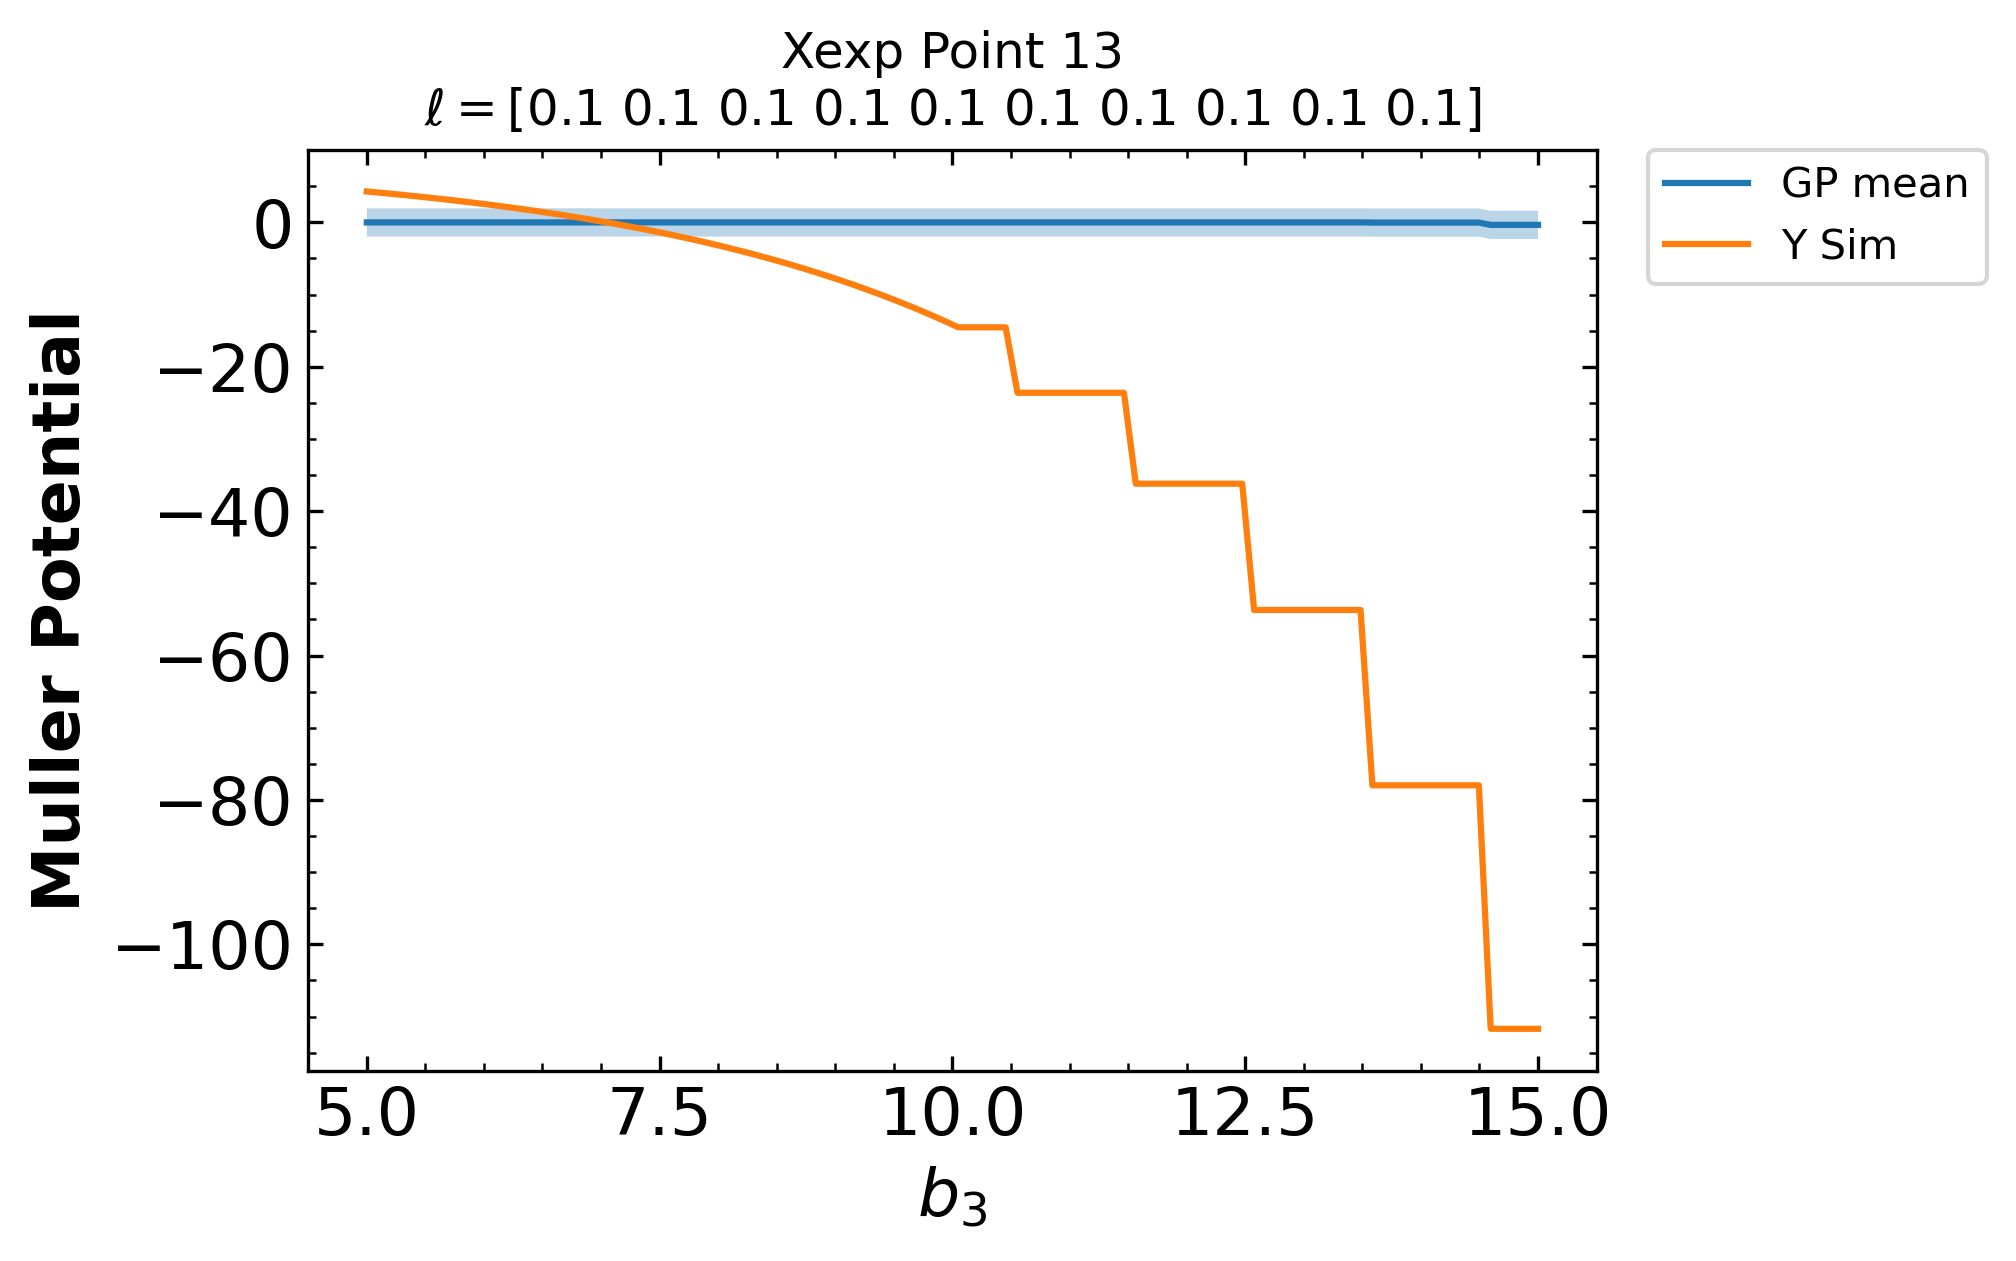 Xexp Point 13
ℓ = [0.1 0.1 0.1 0.1 0.1 0.1 0.1 0.1 0.1 0.1]
GP mean
Y Sim
Muller Potential
0
−20
−40
−60
−80
−100
5.0 7.5 10.0 12.5 15.0
b₃